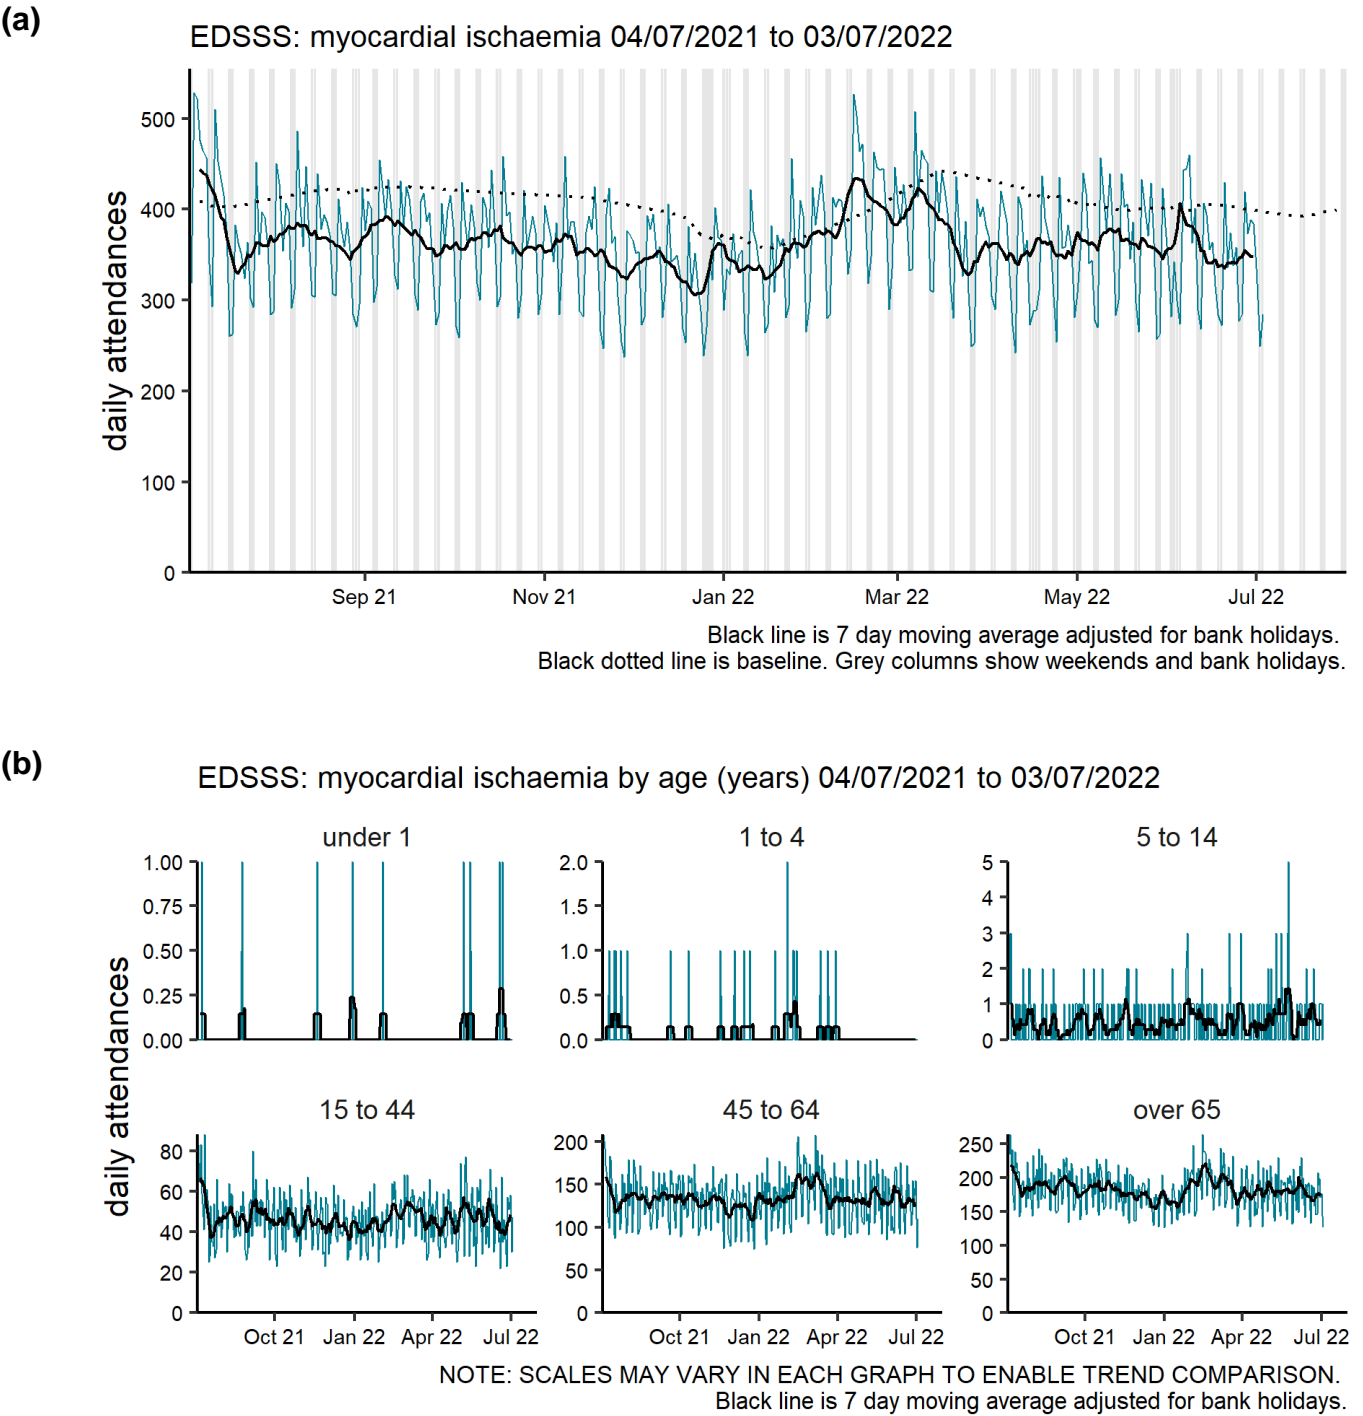 (a)
EDSSS: myocardial ischaemia 04/07/2021 to 03/07/2022
daily attendances
500
400
300
200
100
0
Sep 21 Nov 21 Jan 22 Mar 22 May 22 Jul 22
Black line is 7 day moving average adjusted for bank holidays.
Black dotted line is baseline. Grey columns show weekends and bank holidays.
(b)
EDSSS: myocardial ischaemia by age (years) 04/07/2021 to 03/07/2022
daily attendances
under 1
1.00
0.75
0.50
0.25
0.00
1 to 4
2.0
1.5
1.0
0.5
0.0
5 to 14
5
4
3
2
1
0
15 to 44
80
60
40
20
0
Oct 21 Jan 22 Apr 22 Jul 22
45 to 64
200
150
100
50
0
Oct 21 Jan 22 Apr 22 Jul 22
over 65
250
200
150
100
50
0
Oct 21 Jan 22 Apr 22 Jul 22
NOTE: SCALES MAY VARY IN EACH GRAPH TO ENABLE TREND COMPARISON.
Black line is 7 day moving average adjusted for bank holidays.